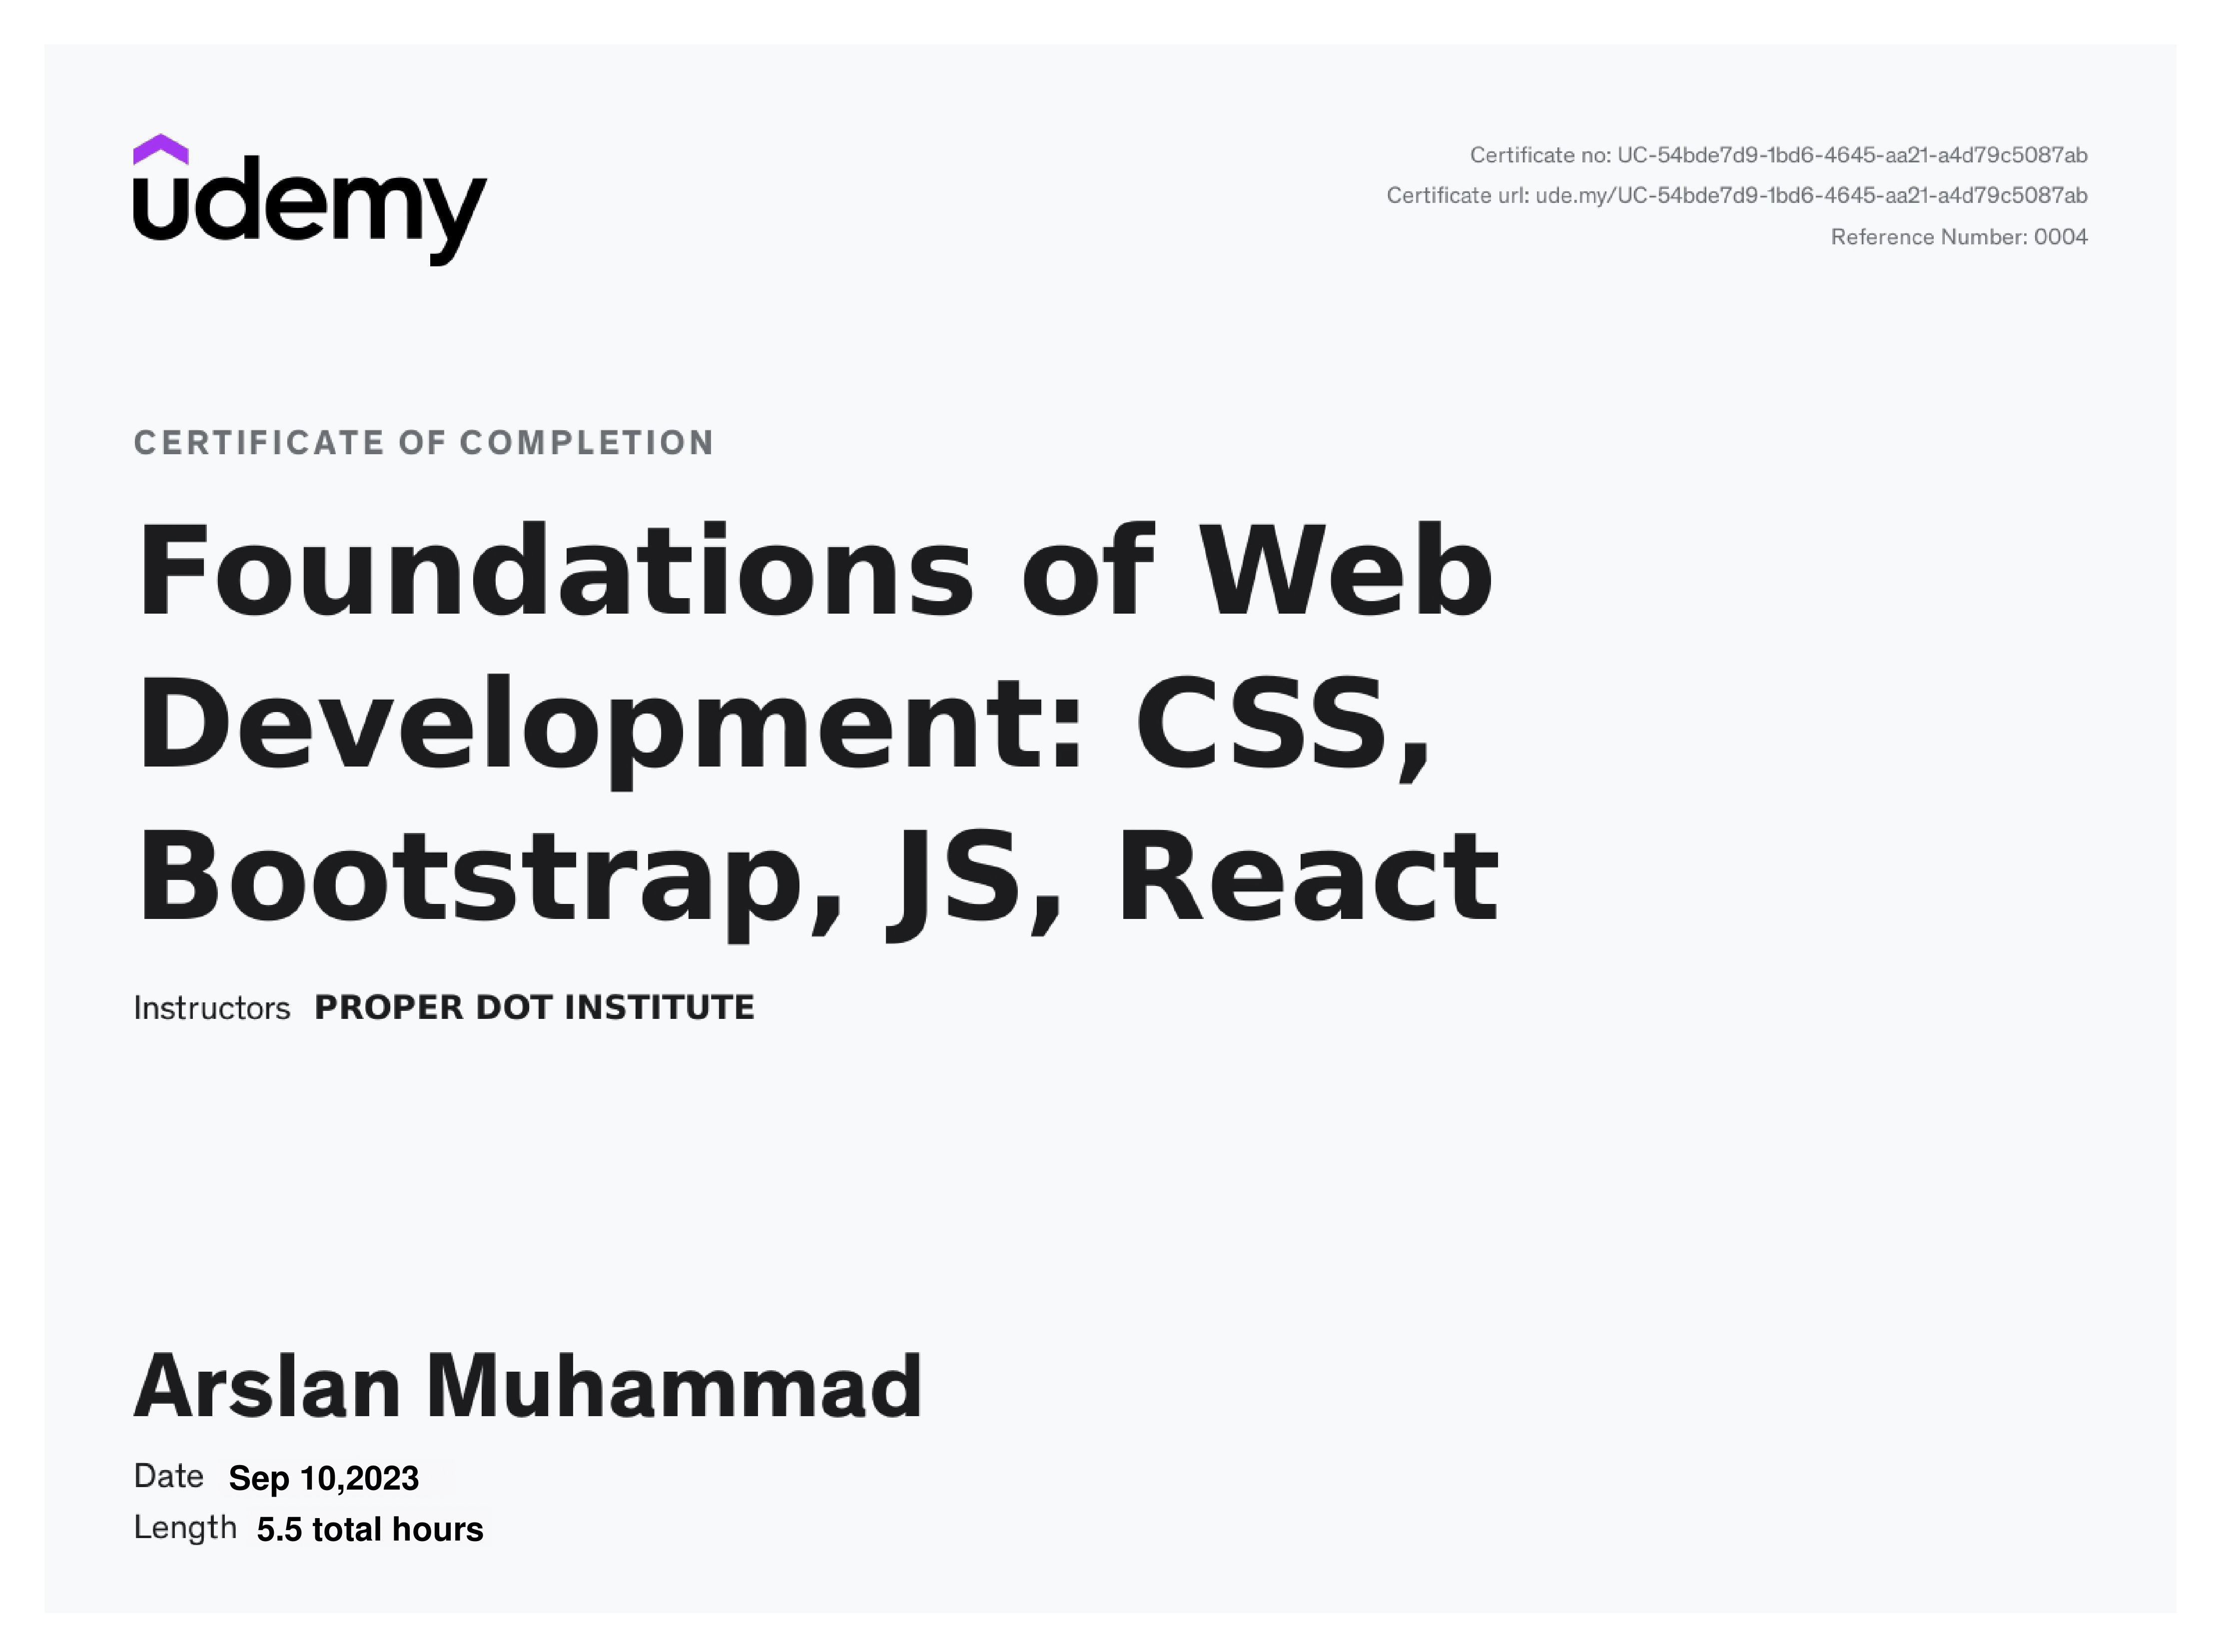 udemy
Certificate no: UC-54bde7d9-1bd6-4645-aa21-a4d79c5087ab
Certificate url: ude.my/UC-54bde7d9-1bd6-4645-aa21-a4d79c5087ab
Reference Number: 0004
CERTIFICATE OF COMPLETION
Foundations of Web
Development: CSS,
Bootstrap, JS, React
Instructors PROPER DOT INSTITUTE
Arslan Muhammad
Date Sep 10,2023
Length 5.5 total hours